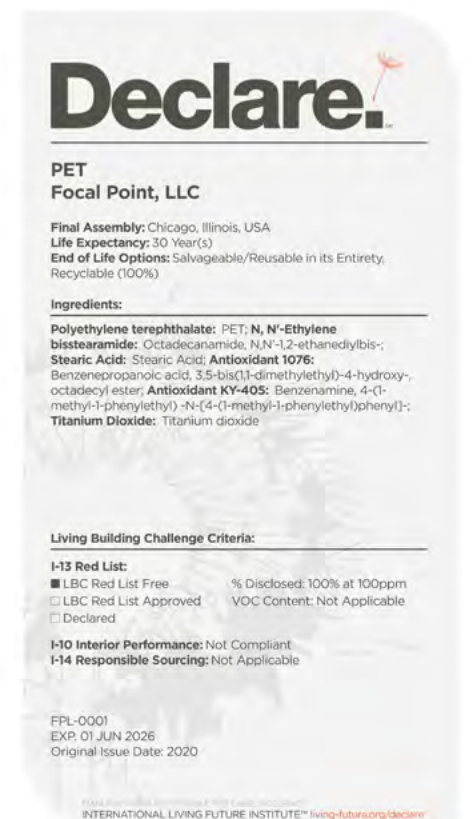 Declare.
PET
Focal Point, LLC
Final Assembly: Chicago, Illinois, USA
Life Expectancy: 30 Year(s)
End of Life Options: Salvageable/Reusable in its Entirety,
Recyclable (100%)
Ingredients:
Polyethylene terephthalate: PET; N, N'-Ethylene
bisstearamide: Octadecanamide, N,N'-1,2-ethanediylbis-;
Stearic Acid: Stearic Acid; Antioxidant 1076:
Benzenepropanoic acid, 3,5-bis(1,1-dimethylethyl)-4-hydroxy-,
octadecyl ester; Antioxidant KY-405: Benzenamine, 4-(1-
methyl-1-phenylethyl) -N-[4-(1-methyl-1-phenylethyl)phenyl]-;
Titanium Dioxide: Titanium dioxide
Living Building Challenge Criteria:
I-13 Red List:
■ LBC Red List Free % Disclosed: 100% at 100ppm
□ LBC Red List Approved VOC Content: Not Applicable
□ Declared
I-10 Interior Performance: Not Compliant
I-14 Responsible Sourcing: Not Applicable
FPL-0001
EXP. 01 JUN 2026
Original Issue Date: 2020
INTERNATIONAL LIVING FUTURE INSTITUTE™ living-future.org/declare